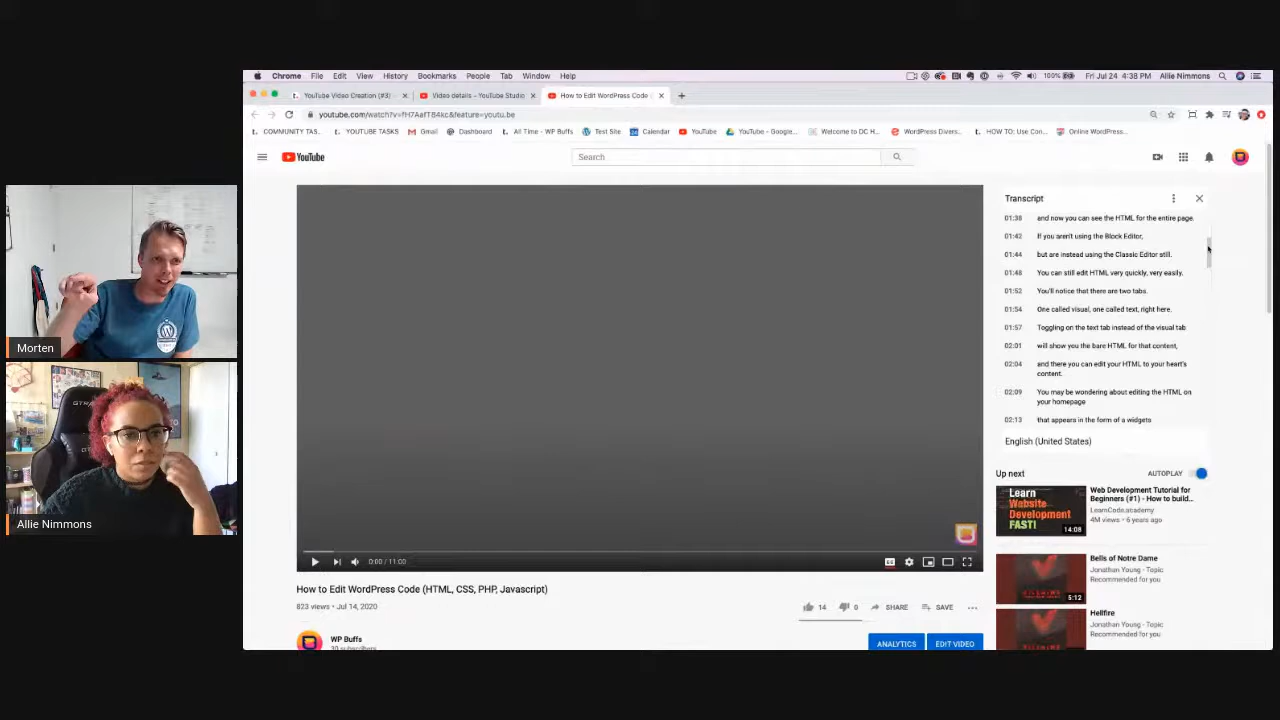 Chrome File Edit View History Bookmarks People Tab Window Help
100% Fri Jul 24 4:38 PM Allie Nimmons
YouTube Video Creation (#3)
Video details – YouTube Studio
How to Edit WordPress Code
youtube.com/watch?v=fH7AafT84kc&feature=youtu.be
COMMUNITY TAS...
YOUTUBE TASKS
Gmail
Dashboard
All Time - WP Buffs
Test Site
Calendar
YouTube
YouTube – Google...
Welcome to DC H...
WordPress Divers...
HOW TO: Use Con...
Online WordPress...
YouTube
Search
Morten
Allie Nimmons
Transcript
01:38 and now you can see the HTML for the entire page.
01:42 If you aren't using the Block Editor,
01:44 but are instead using the Classic Editor still.
01:48 You can still edit HTML very quickly, very easily.
01:52 You'll notice that there are two tabs.
01:54 One called visual, one called text, right here.
01:57 Toggling on the text tab instead of the visual tab
02:01 will show you the bare HTML for that content,
02:04 and there you can edit your HTML to your heart's
content.
02:09 You may be wondering about editing the HTML on
your homepage
02:13 that appears in the form of a widgets
English (United States)
Up next
AUTOPLAY
Learn
Website
Development
FAST!
14:08
Web Development Tutorial for
Beginners (#1) - How to build...
LearnCode.academy
4M views • 6 years ago
Bells of Notre Dame
Jonathan Young - Topic
Recommended for you
5:12
Hellfire
Jonathan Young - Topic
Recommended for you
0:00 / 11:00
How to Edit WordPress Code (HTML, CSS, PHP, Javascript)
823 views • Jul 14, 2020
14
0
SHARE
SAVE
WP Buffs
ANALYTICS
EDIT VIDEO